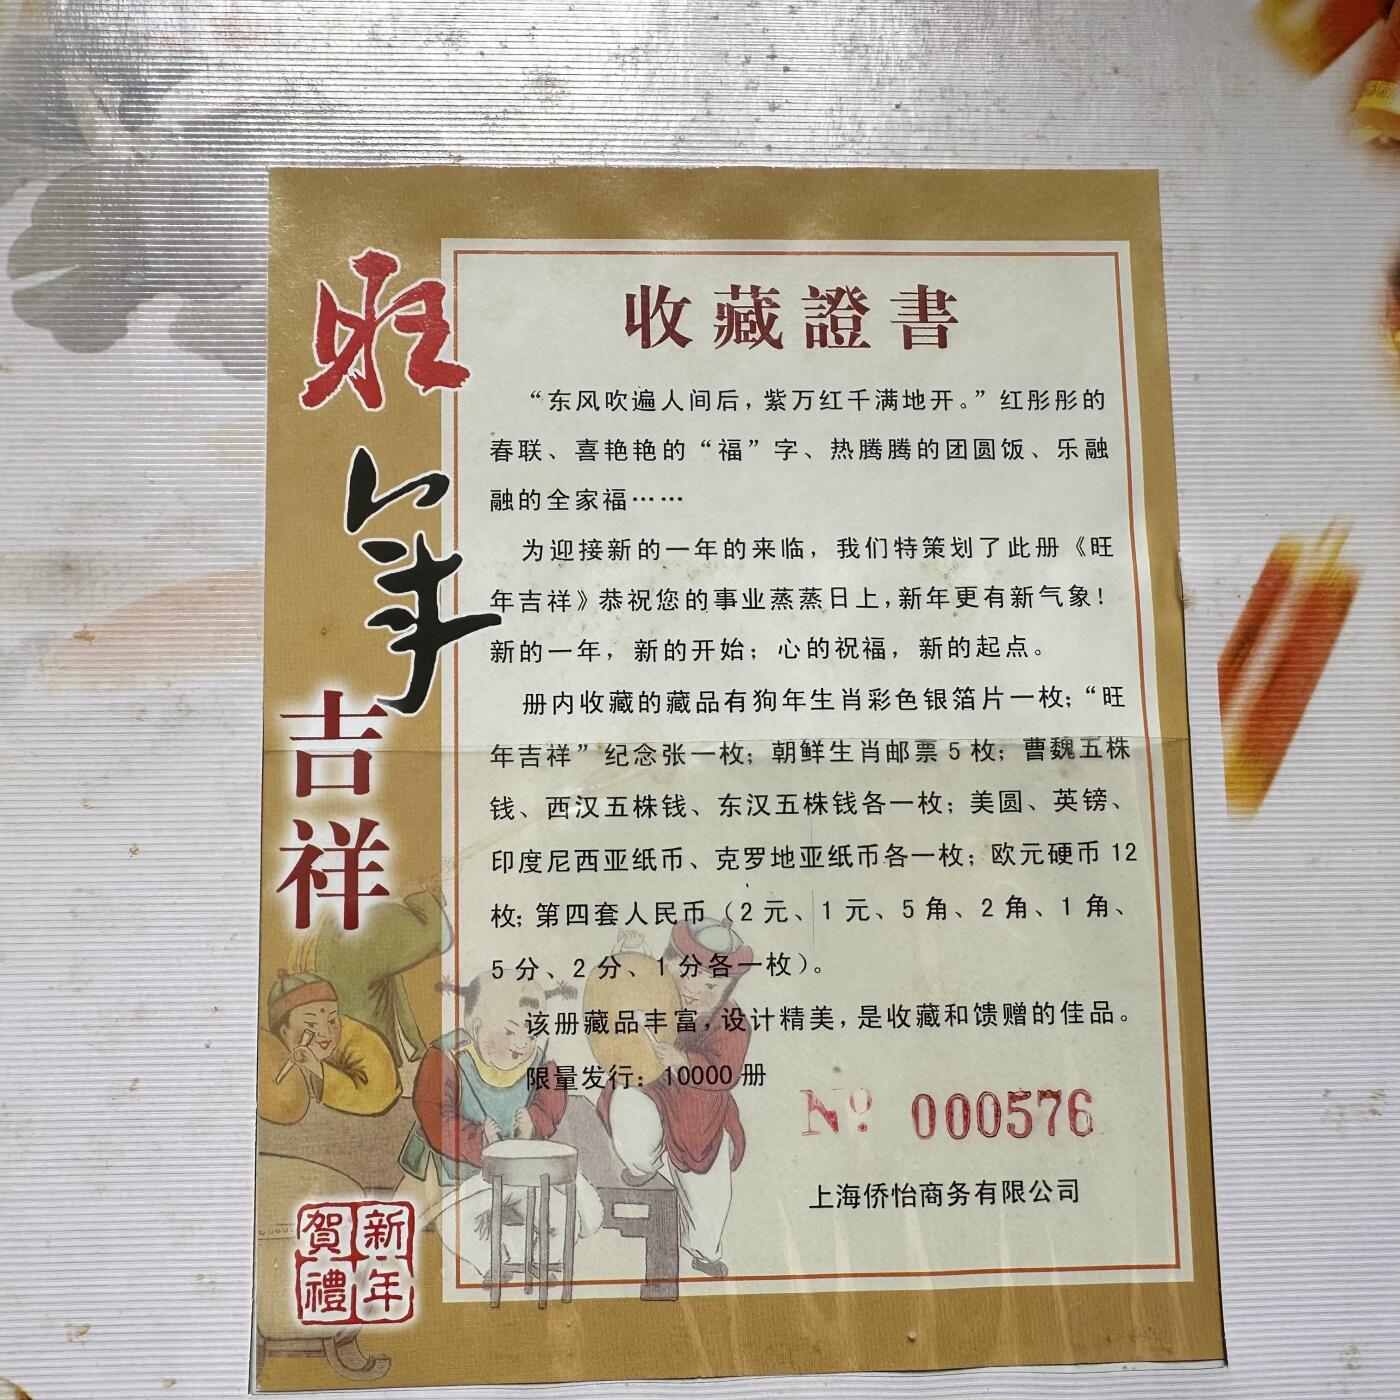 旺
年
吉
祥
收藏證書
“东风吹遍人间后，紫万红千满地开。”红彤彤的
春联、喜艳艳的“福”字、热腾腾的团圆饭、乐融
融的全家福……
为迎接新的一年的来临，我们特策划了此册《旺
年吉祥》恭祝您的事业蒸蒸日上，新年更有新气象！
新的一年，新的开始；心的祝福，新的起点。
册内收藏的藏品有狗年生肖彩色银箔片一枚；“旺
年吉祥”纪念张一枚；朝鲜生肖邮票5枚；曹魏五株
钱、西汉五株钱、东汉五株钱各一枚；美圆、英镑、
印度尼西亚纸币、克罗地亚纸币各一枚；欧元硬币12
枚；第四套人民币（2元、1元、5角、2角、1角、
5分、2分、1分各一枚）。
该册藏品丰富，设计精美，是收藏和馈赠的佳品。
限量发行：10000册
Nº 000576
上海侨怡商务有限公司
新年
賀禮